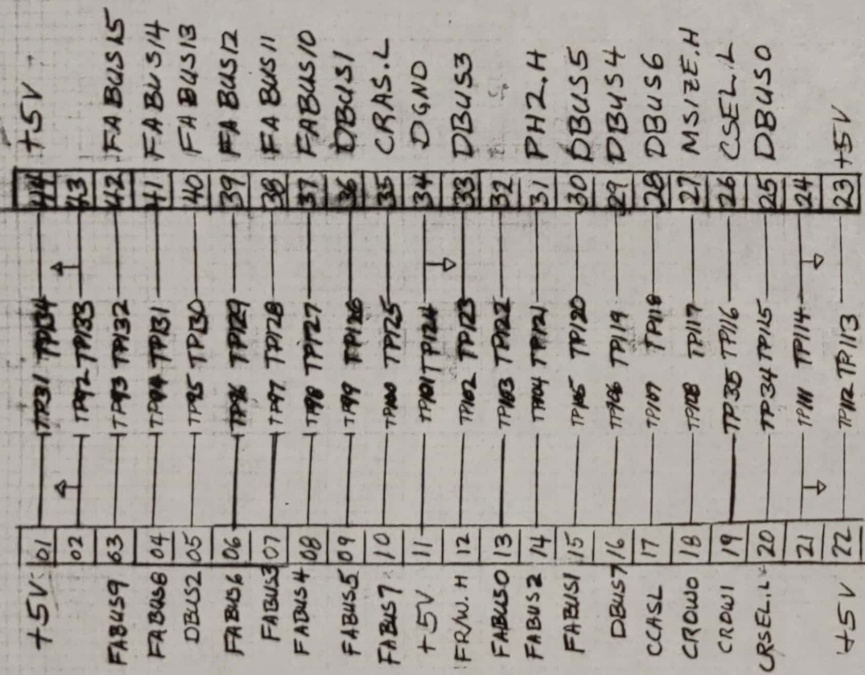 +5V 01 TP31 TP134 44 +5V
02 TP92 TP133 43
FABUS9 03 TP93 TP132 42 FABUS15
FABUS8 04 TP94 TP131 41 FABUS14
DBUS2 05 TP95 TP130 40 FABUS13
FABUS6 06 TP96 TP129 39 FABUS12
FABUS3 07 TP97 TP128 38 FABUS11
FABUS4 08 TP98 TP127 37 FABUS10
FABUS5 09 TP99 TP126 36 DBUS1
FABUS7 10 TP100 TP125 35 CRAS.L
+5V 11 TP101 TP124 34 DGND
FR/W.H 12 TP102 TP123 33 DBUS3
FABUS0 13 TP103 TP122 32
FABUS2 14 TP104 TP121 31 PH2.H
FABUS1 15 TP105 TP120 30 DBUS5
DBUS7 16 TP106 TP119 29 DBUS4
CCASL 17 TP107 TP118 28 DBUS6
CROW0 18 TP108 TP117 27 MSIZE.H
CROW1 19 TP35 TP116 26 CSEL.L
CRSEL.L 20 TP34 TP115 25 DBUS0
21 TP111 TP114 24
+5V 22 TP112 TP113 23 +5V